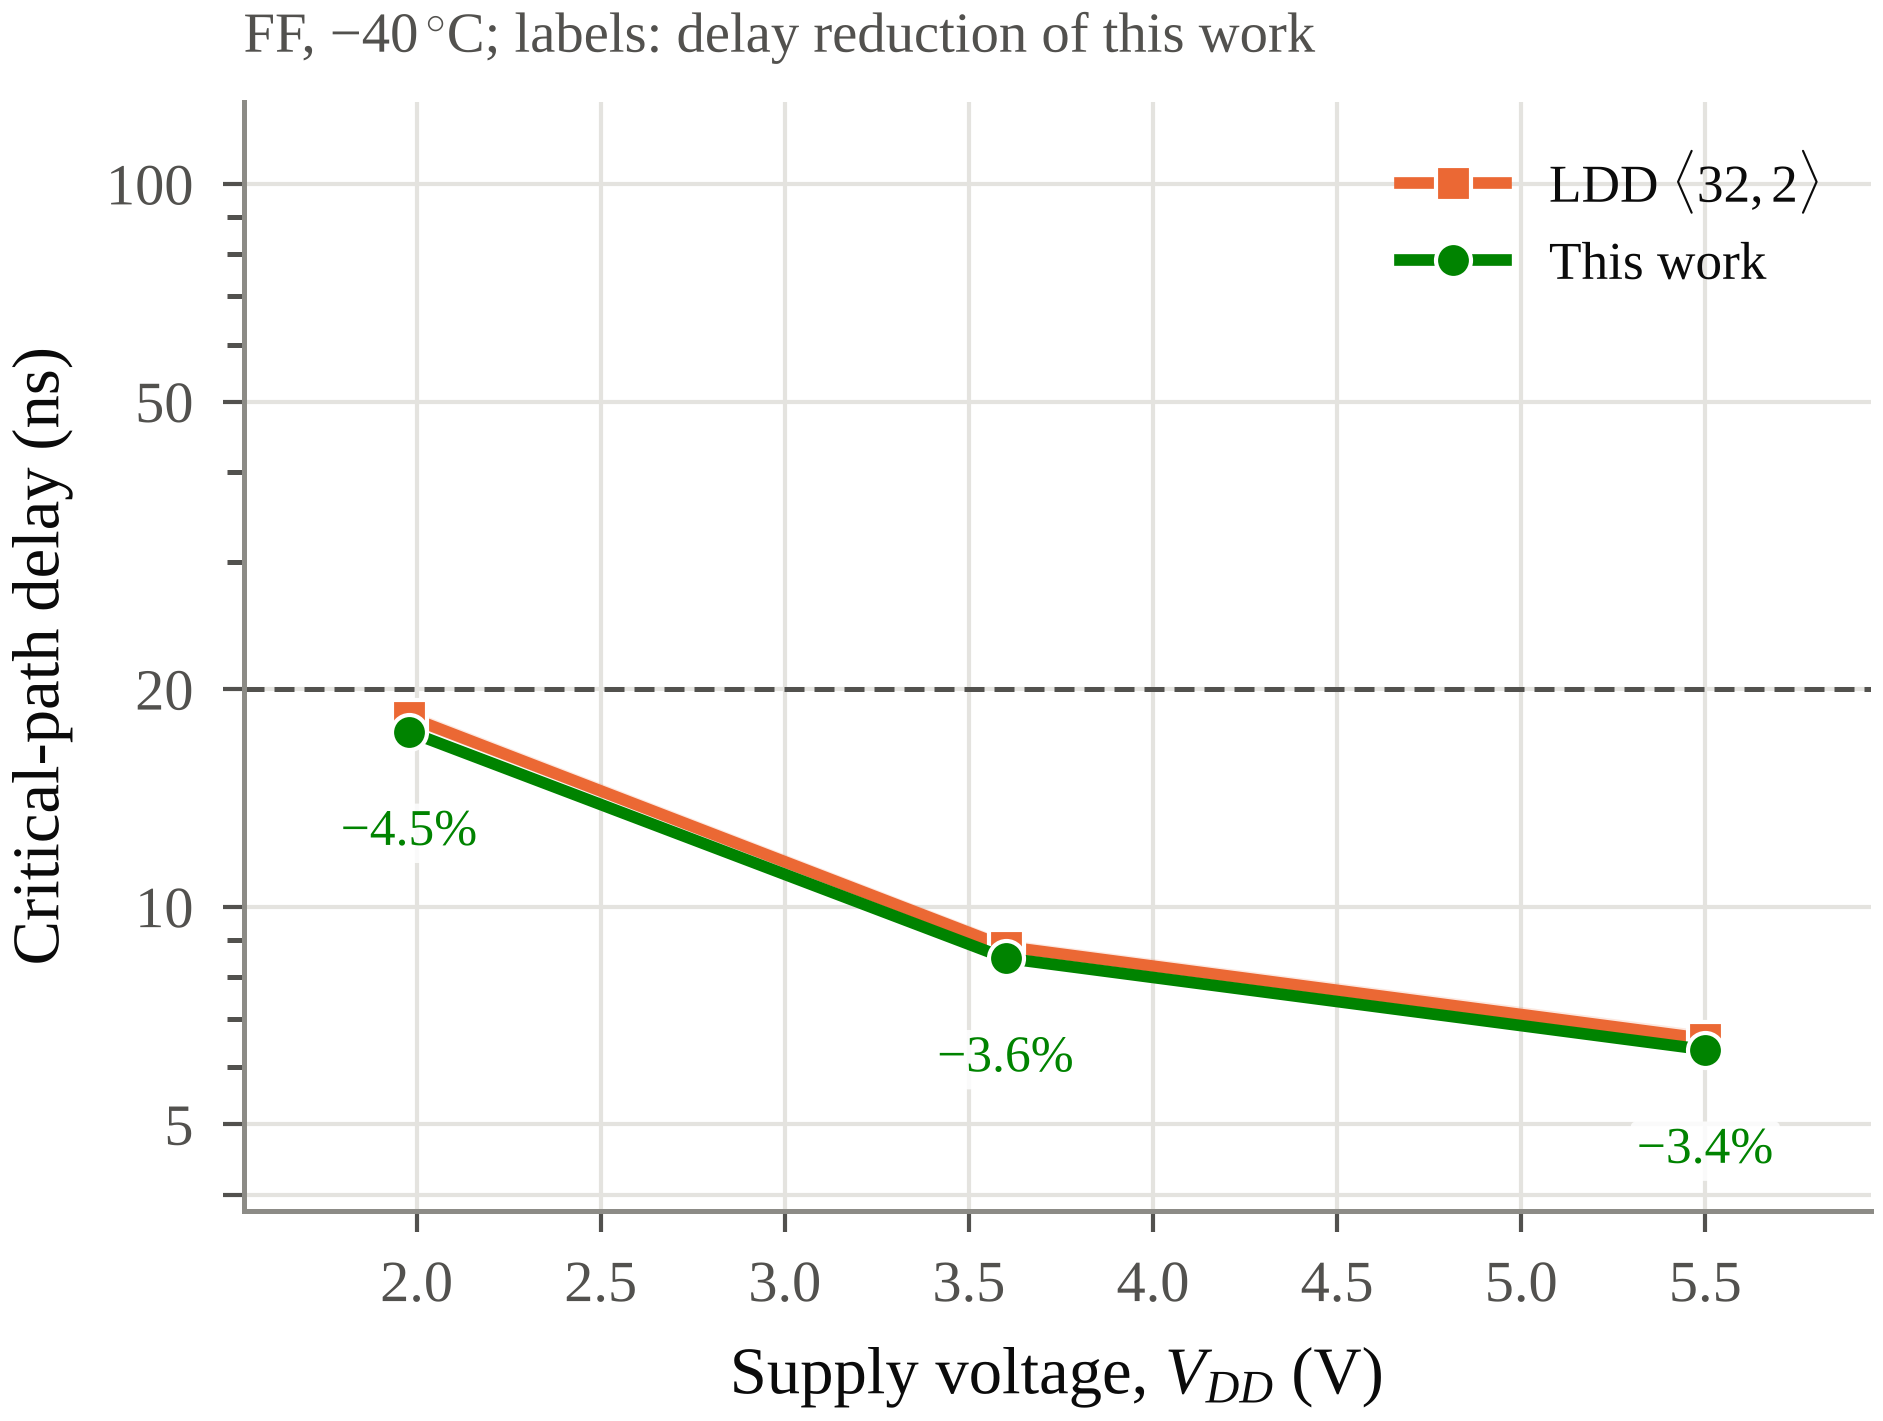 FF, −40 °C; labels: delay reduction of this work
100
50
20
10
5
Critical-path delay (ns)
LDD ⟨32, 2⟩
This work
−4.5%
−3.6%
−3.4%
2.0 2.5 3.0 3.5 4.0 4.5 5.0 5.5
Supply voltage, V_DD (V)